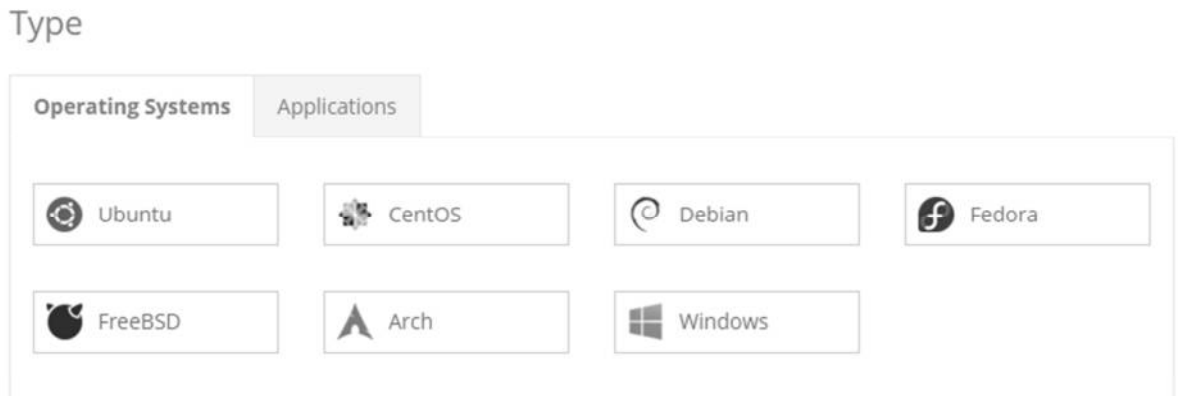 Type
Operating Systems Applications
Ubuntu CentOS Debian Fedora
FreeBSD Arch Windows